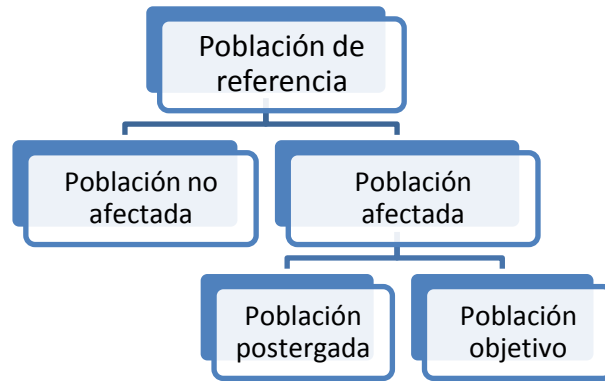 Población de
referencia
Población no
afectada
Población
afectada
Población
postergada
Población
objetivo